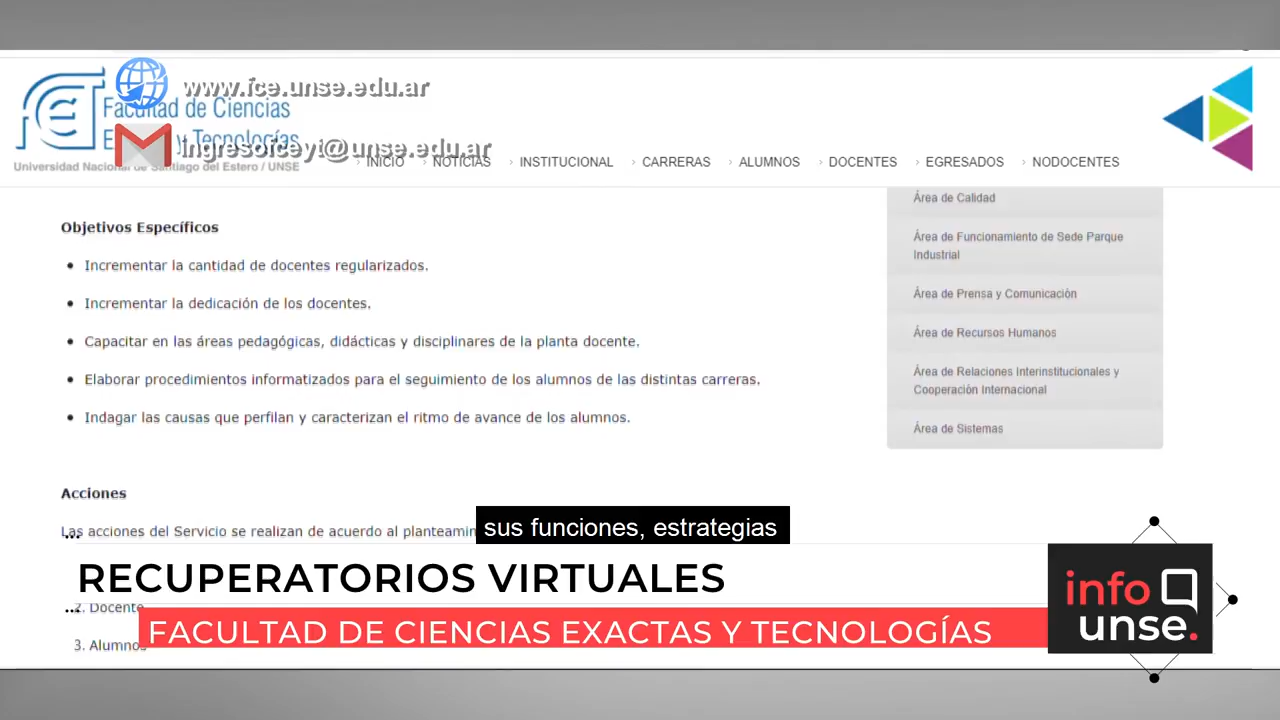 www.fce.unse.edu.ar
Facultad de Ciencias
y Tecnologías
ingresofceyt@unse.edu.ar
Universidad Nacional de Santiago del Estero / UNSE
INICIO
NOTICIAS
INSTITUCIONAL
CARRERAS
ALUMNOS
DOCENTES
EGRESADOS
NODOCENTES
Objetivos Específicos
Incrementar la cantidad de docentes regularizados.
Incrementar la dedicación de los docentes.
Capacitar en las áreas pedagógicas, didácticas y disciplinares de la planta docente.
Elaborar procedimientos informatizados para el seguimiento de los alumnos de las distintas carreras.
Indagar las causas que perfilan y caracterizan el ritmo de avance de los alumnos.
Área de Calidad
Área de Funcionamiento de Sede Parque
Industrial
Área de Prensa y Comunicación
Área de Recursos Humanos
Área de Relaciones Interinstitucionales y
Cooperación Internacional
Área de Sistemas
Acciones
Las acciones del Servicio se realizan de acuerdo al
sus funciones, estrategias
RECUPERATORIOS VIRTUALES
2. Docente
FACULTAD DE CIENCIAS EXACTAS Y TECNOLOGÍAS
3. Alumnos
info
unse.